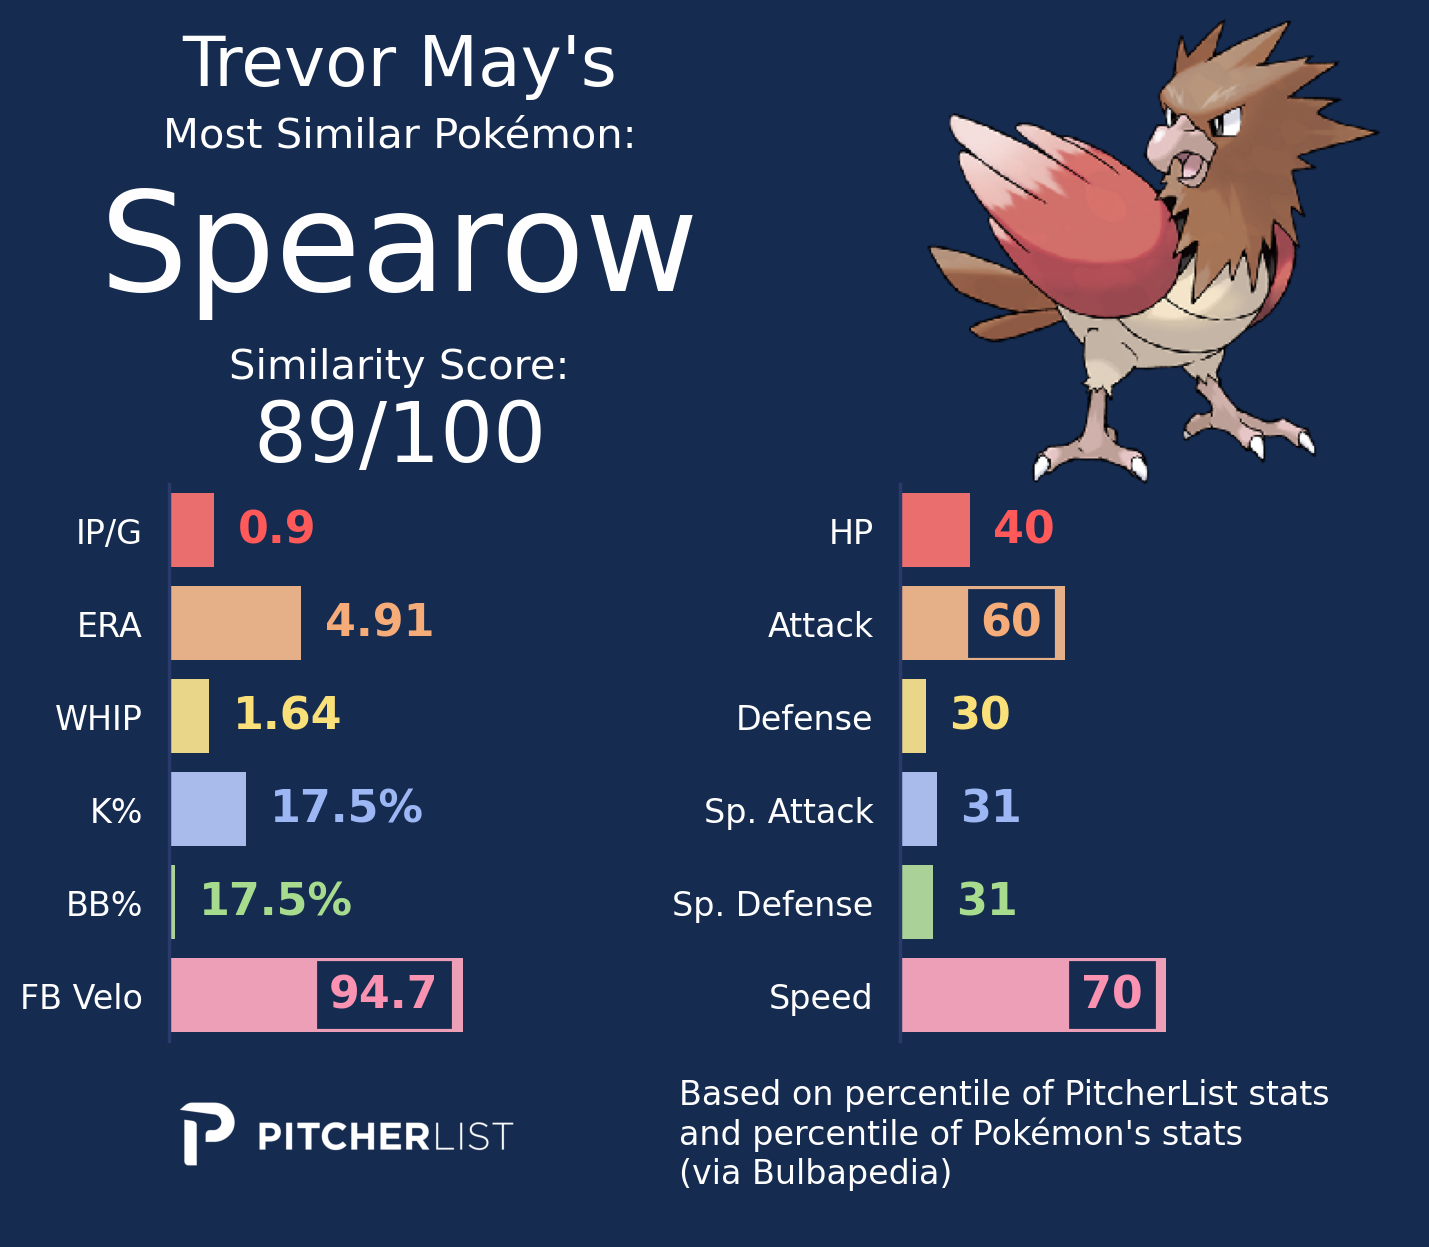 Trevor May's
Most Similar Pokémon:
Spearow
Similarity Score:
89/100
IP/G 0.9
ERA 4.91
WHIP 1.64
K% 17.5%
BB% 17.5%
FB Velo 94.7
HP 40
Attack 60
Defense 30
Sp. Attack 31
Sp. Defense 31
Speed 70
PITCHERLIST
Based on percentile of PitcherList stats
and percentile of Pokémon's stats
(via Bulbapedia)